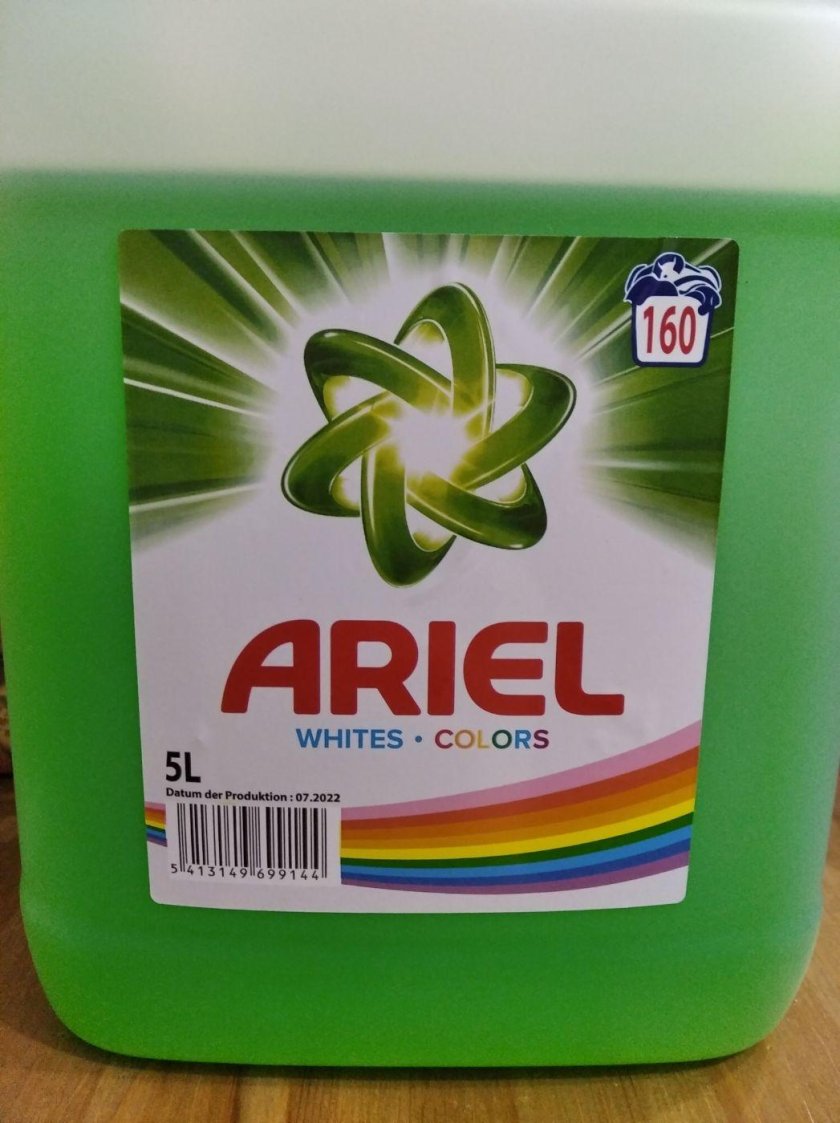 160
ARIEL
WHITES • COLORS
5L
Datum der Produktion : 07.2022
5 413149 699144